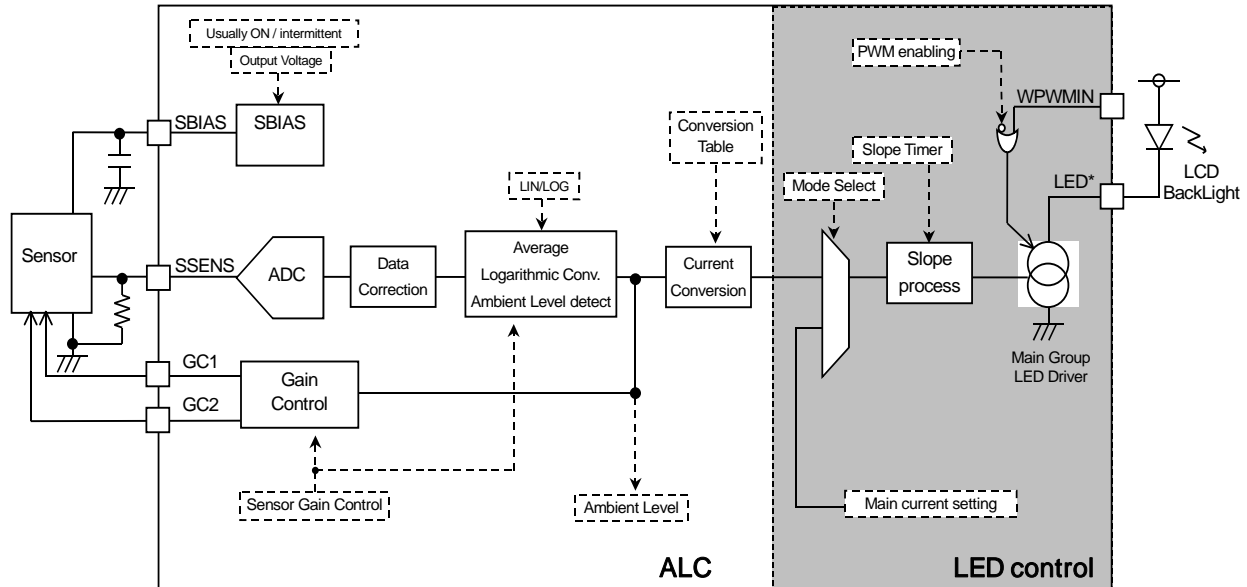 Usually ON / intermittent
Output Voltage
SBIAS
SBIAS
PWM enabling
WPWMIN
Conversion
Table
Slope Timer
Mode Select
LED*
LCD
BackLight
LIN/LOG
Sensor
SSENS
ADC
Data
Correction
Average
Logarithmic Conv.
Ambient Level detect
Current
Conversion
Slope
process
Main Group
LED Driver
GC1
GC2
Gain
Control
Sensor Gain Control
Ambient Level
Main current setting
ALC
LED control